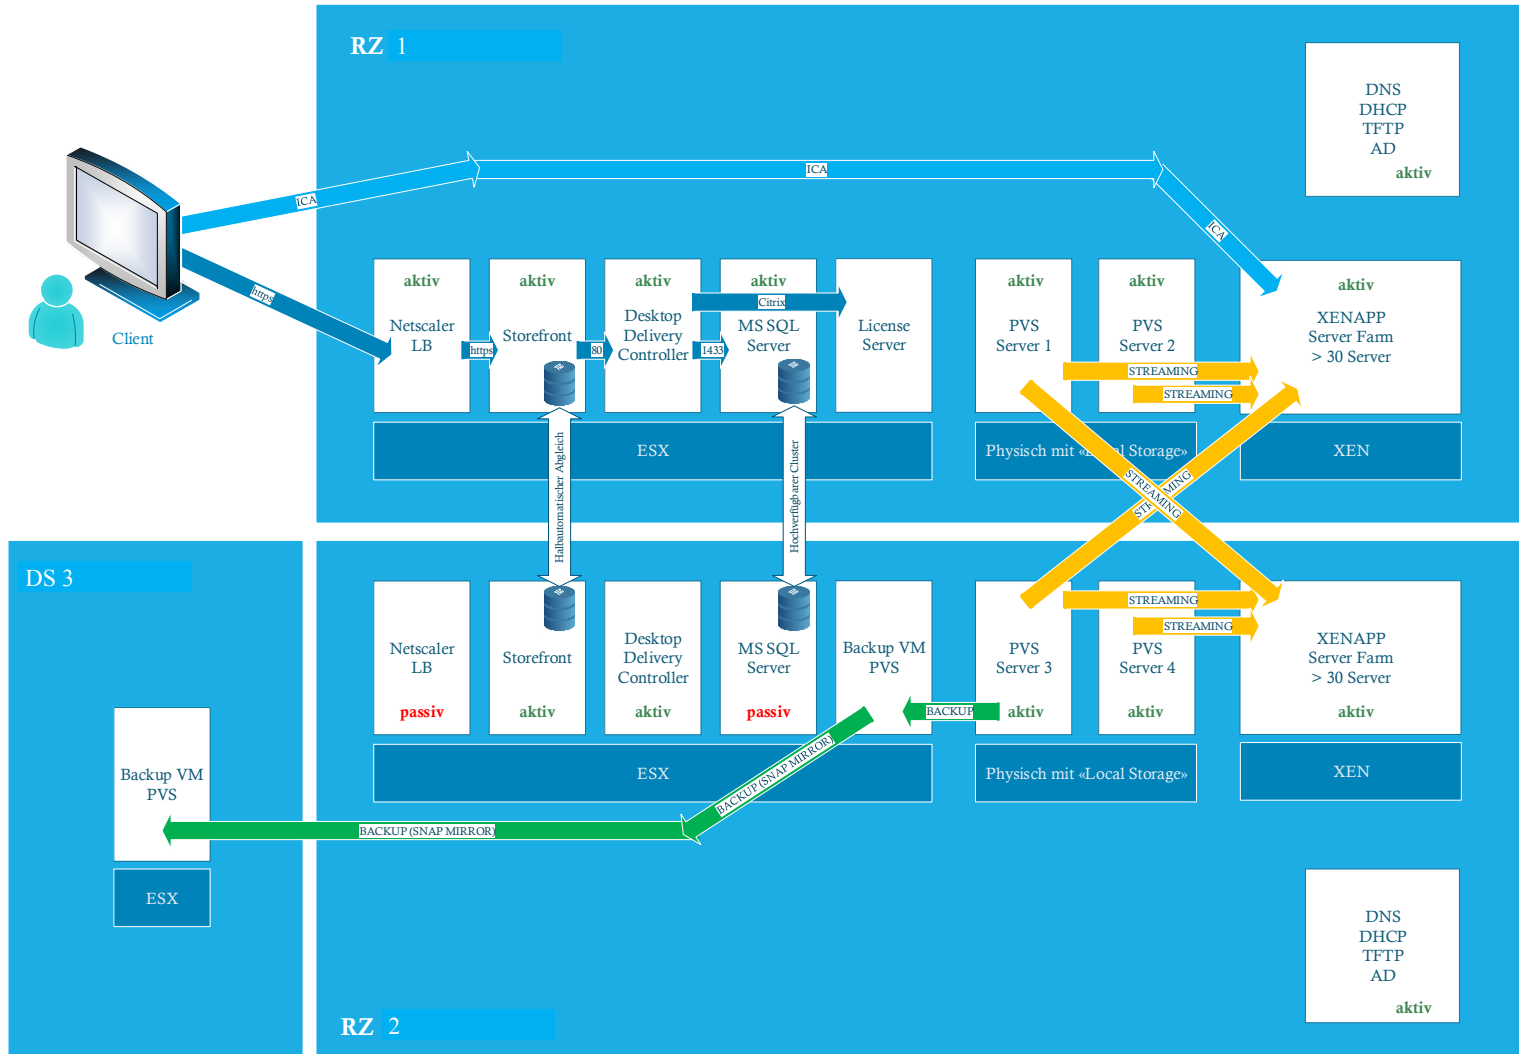 RZ 1
DNS
DHCP
TFTP
AD
aktiv
ICA
ICA
ICA
https
Client
aktiv
Netscaler
LB
https
aktiv
Storefront
80
aktiv
Desktop
Delivery
Controller
1433
aktiv
Citrix
MS SQL
Server
License
Server
aktiv
PVS
Server 1
aktiv
PVS
Server 2
STREAMING
STREAMING
aktiv
XENAPP
Server Farm
> 30 Server
ESX
Physisch mit «Local Storage»
XEN
Halbautomatischer Abgleich
Hochverfügbarer Cluster
STREAMING
STREAMING
DS 3
Netscaler
LB
passiv
Storefront
aktiv
Desktop
Delivery
Controller
aktiv
MS SQL
Server
passiv
Backup VM
PVS
BACKUP
PVS
Server 3
aktiv
PVS
Server 4
aktiv
STREAMING
STREAMING
XENAPP
Server Farm
> 30 Server
aktiv
ESX
Physisch mit «Local Storage»
XEN
BACKUP (SNAP MIRROR)
BACKUP (SNAP MIRROR)
Backup VM
PVS
ESX
DNS
DHCP
TFTP
AD
aktiv
RZ 2